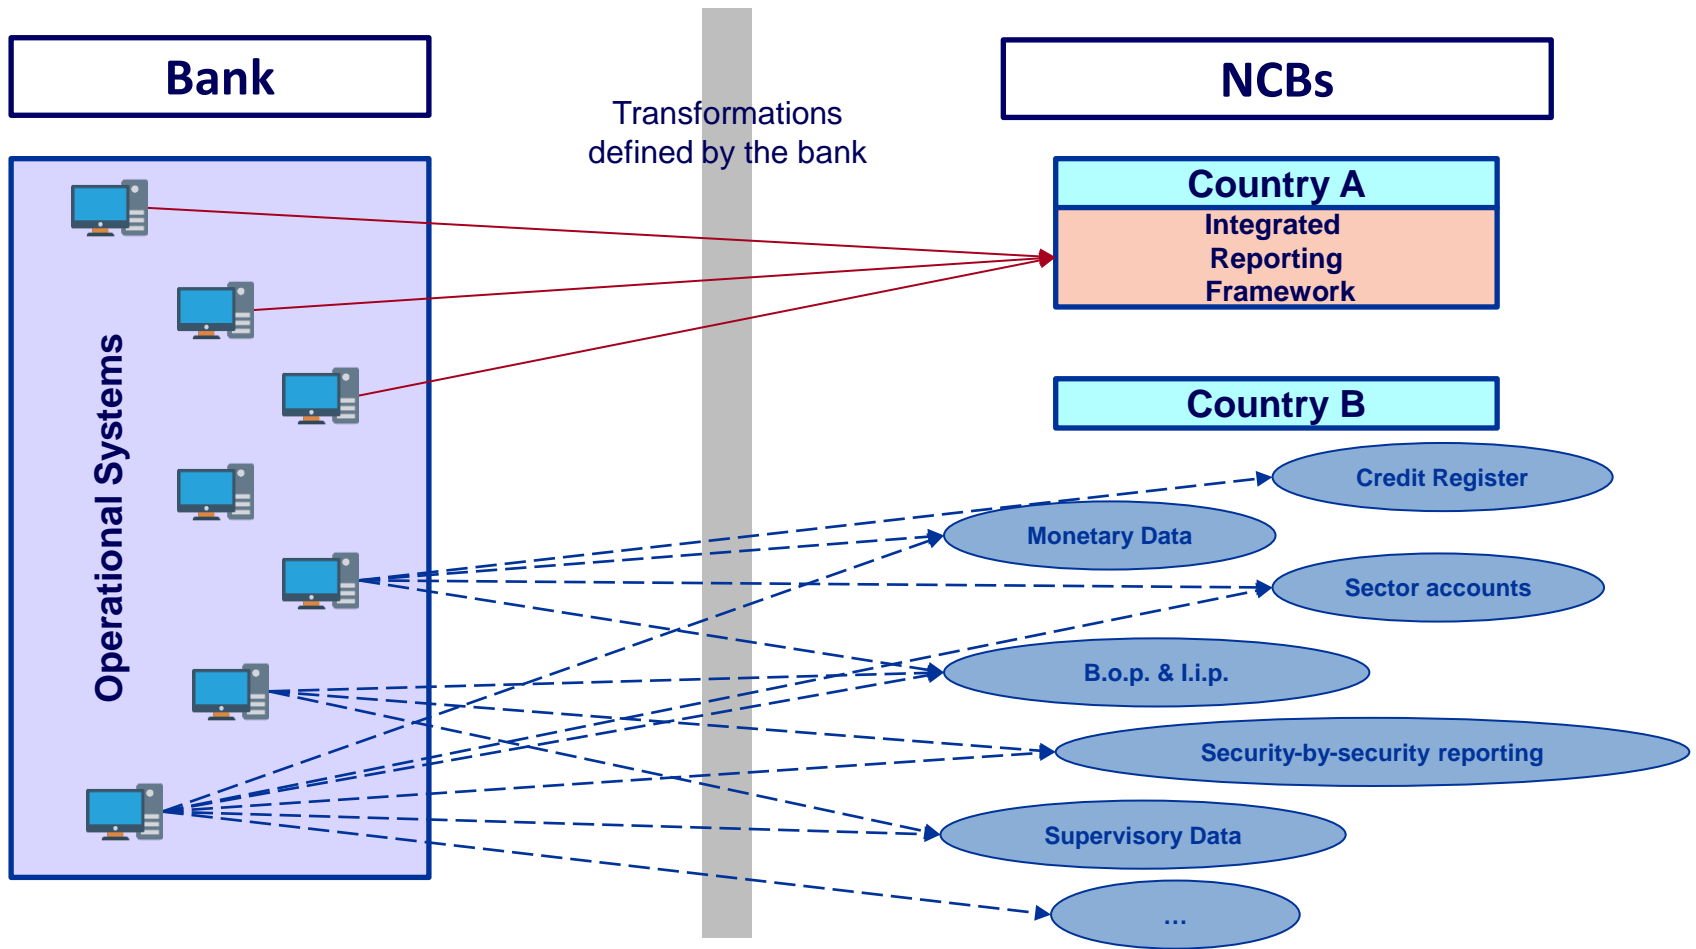 Bank
NCBs
Transformations
defined by the bank
Operational Systems
Country A
Integrated
Reporting
Framework
Country B
Credit Register
Monetary Data
Sector accounts
B.o.p. & I.i.p.
Security-by-security reporting
Supervisory Data
…